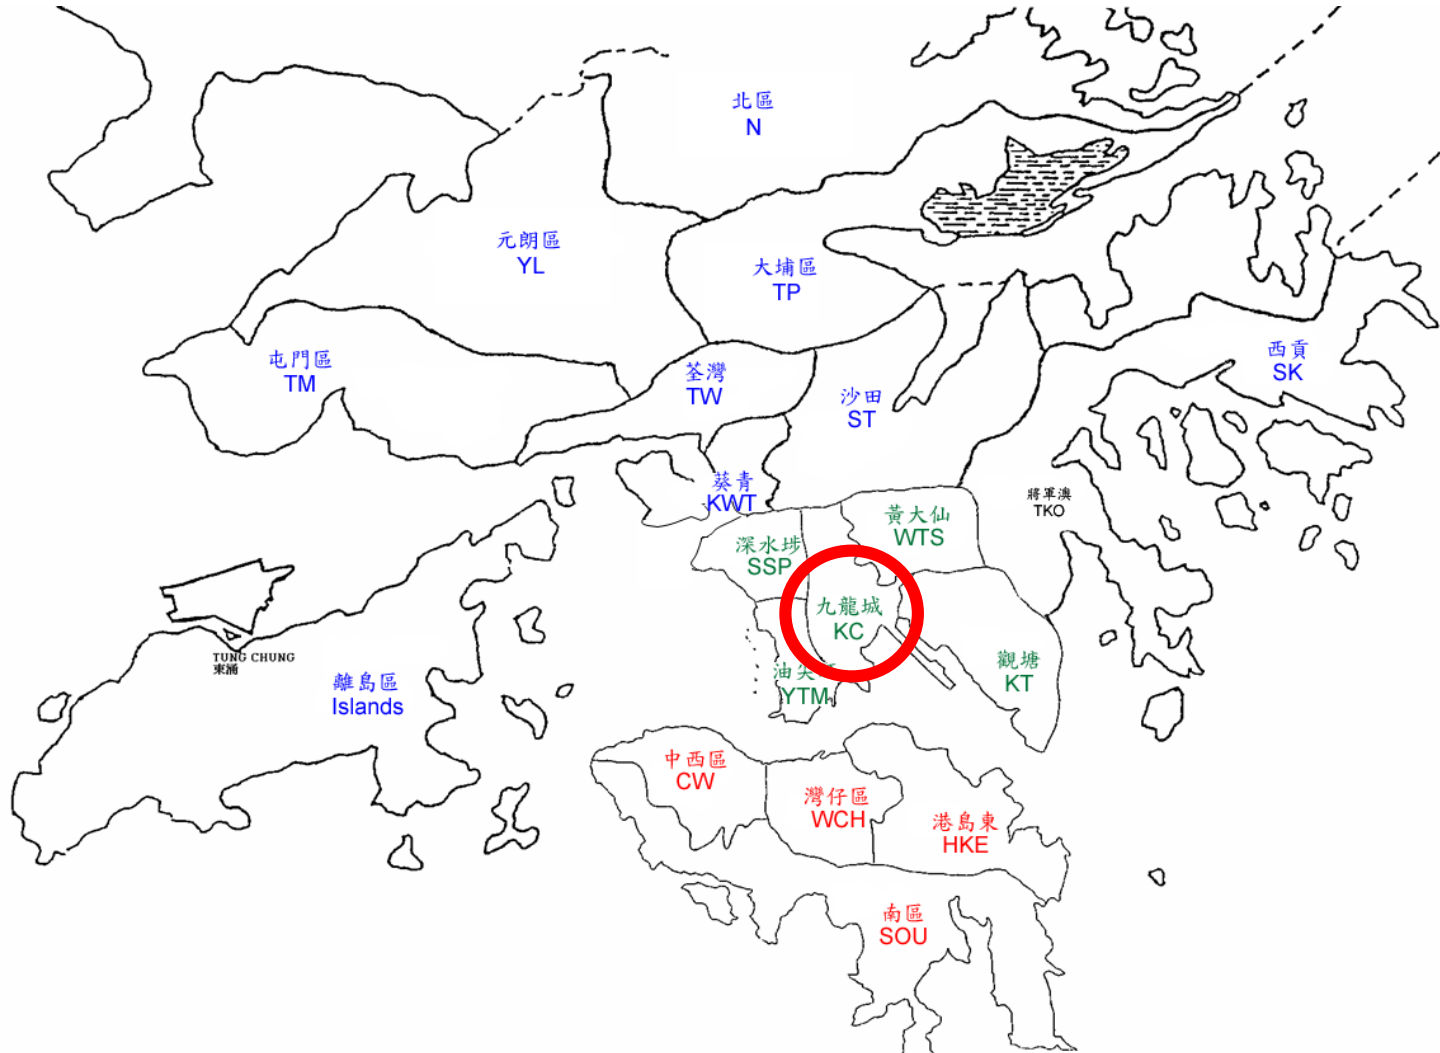 北區
N
元朗區
YL
大埔區
TP
屯門區
TM
荃灣
TW
沙田
ST
西貢
SK
葵青
KWT
將軍澳
TKO
黃大仙
WTS
深水埗
SSP
九龍城
KC
TUNG CHUNG
東涌
離島區
Islands
油尖
YTM
觀塘
KT
中西區
CW
灣仔區
WCH
港島東
HKE
南區
SOU